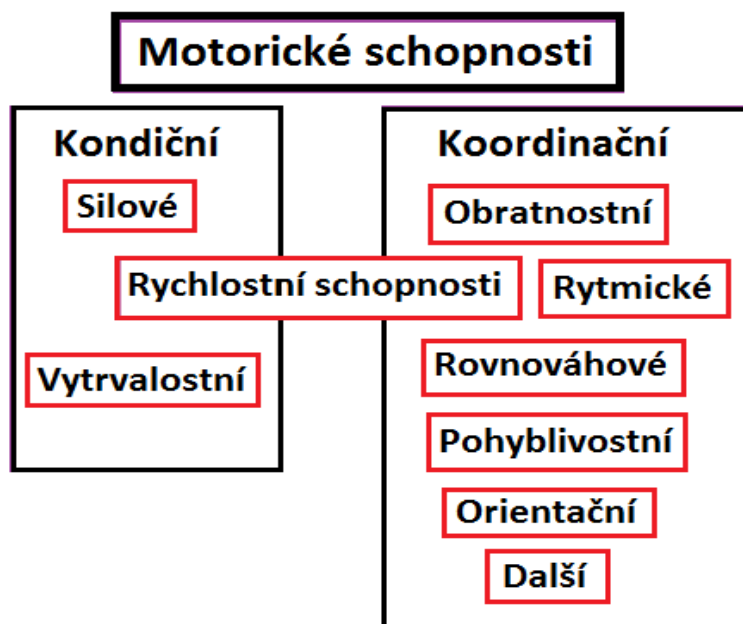 Motorické schopnosti
Kondiční
Silové
Rychlostní schopnosti
Vytrvalostní
Koordinační
Obratnostní
Rytmické
Rovnováhové
Pohyblivostní
Orientační
Další